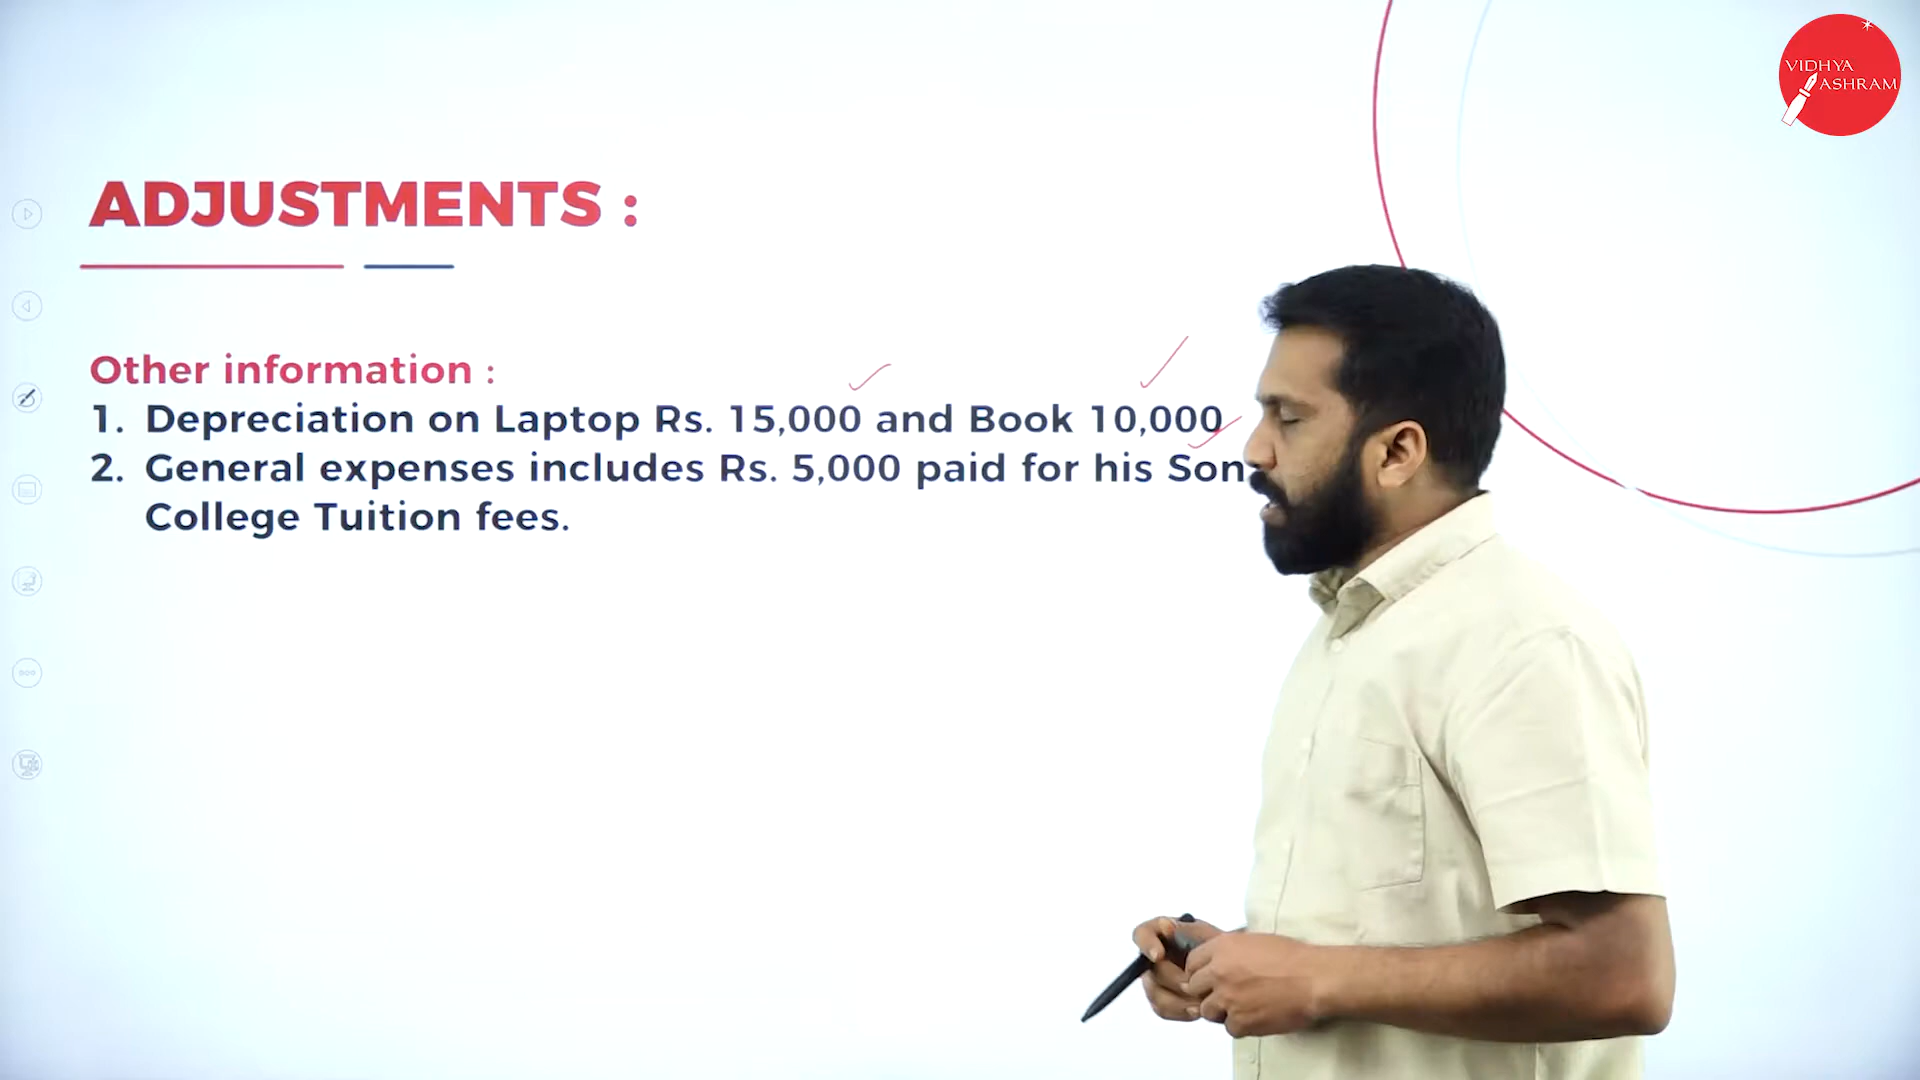 VIDHYA
ASHRAM
ADJUSTMENTS :
Other information :
1. Depreciation on Laptop Rs. 15,000 and Book 10,000
2. General expenses includes Rs. 5,000 paid for his Son
College Tuition fees.